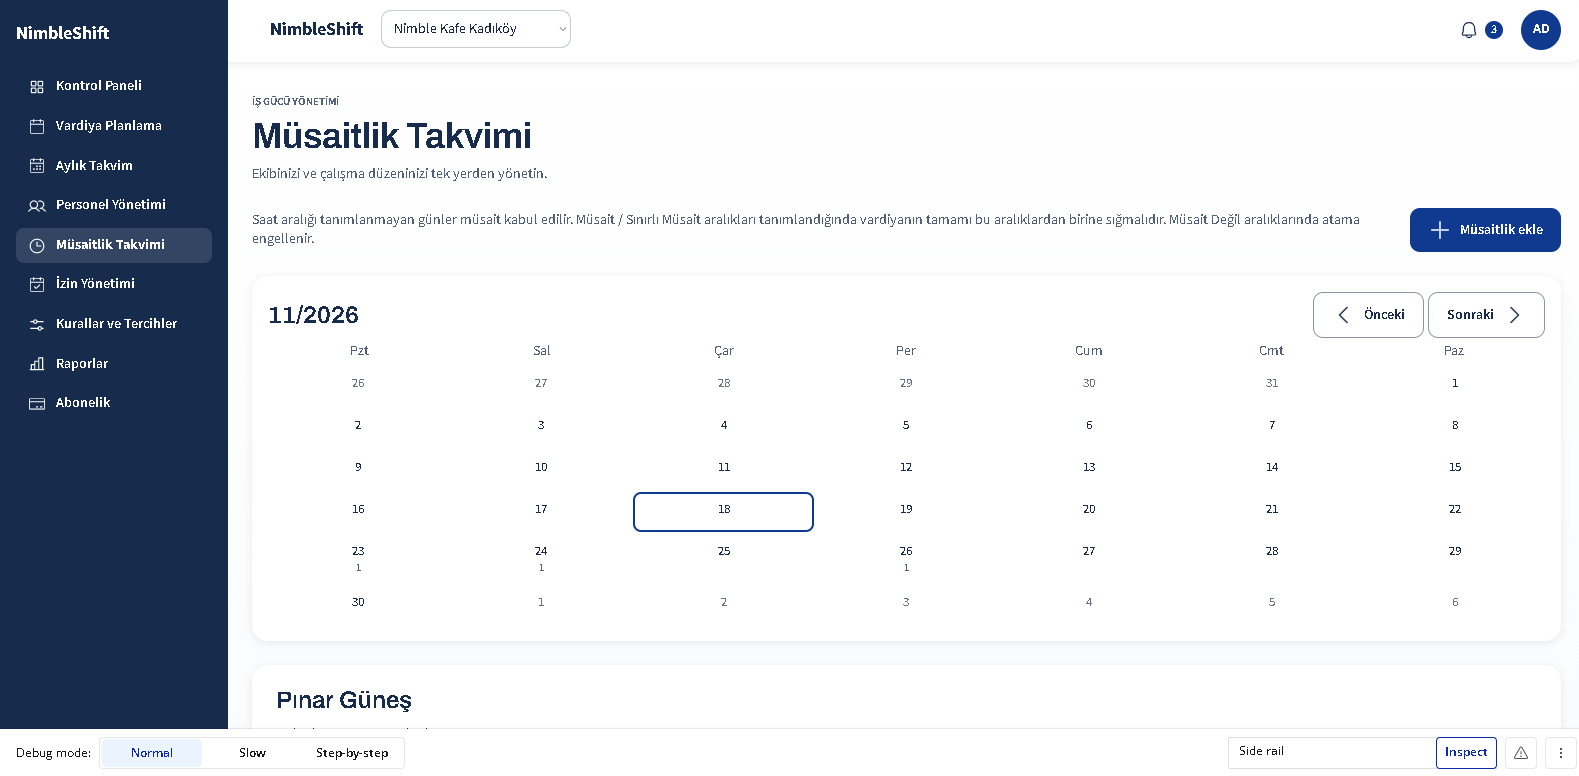 NimbleShift
Kontrol Paneli
Vardiya Planlama
Aylık Takvim
Personel Yönetimi
Müsaitlik Takvimi
İzin Yönetimi
Kurallar ve Tercihler
Raporlar
Abonelik
NimbleShift
Nimble Kafe Kadıköy
3
AD
İŞ GÜCÜ YÖNETİMİ
Müsaitlik Takvimi
Ekibinizi ve çalışma düzeninizi tek yerden yönetin.
Saat aralığı tanımlanmayan günler müsait kabul edilir. Müsait / Sınırlı Müsait aralıkları tanımlandığında vardiyanın tamamı bu aralıklardan birine sığmalıdır. Müsait Değil aralıklarında atama
engellenir.
Müsaitlik ekle
11/2026
Önceki
Sonraki
Pzt Sal Çar Per Cum Cmt Paz
26 27 28 29 30 31 1
2 3 4 5 6 7 8
9 10 11 12 13 14 15
16 17 18 19 20 21 22
23 24 25 26 27 28 29
1 1 1
30 1 2 3 4 5 6
Pınar Güneş
Debug mode:
Normal
Slow
Step-by-step
Side rail
Inspect